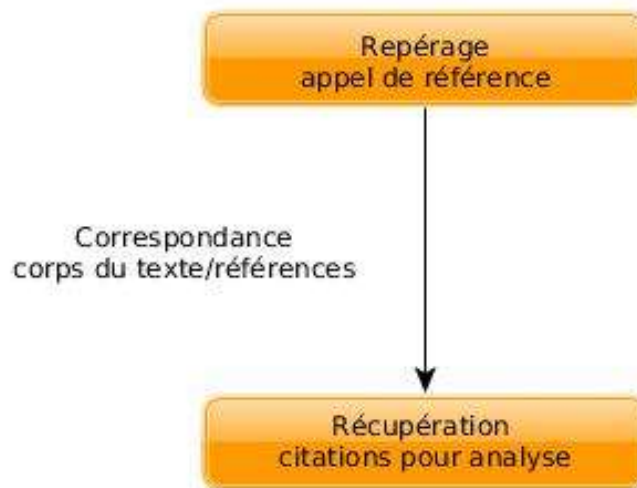 Repérage
appel de référence
Correspondance
corps du texte/références
Récupération
citations pour analyse